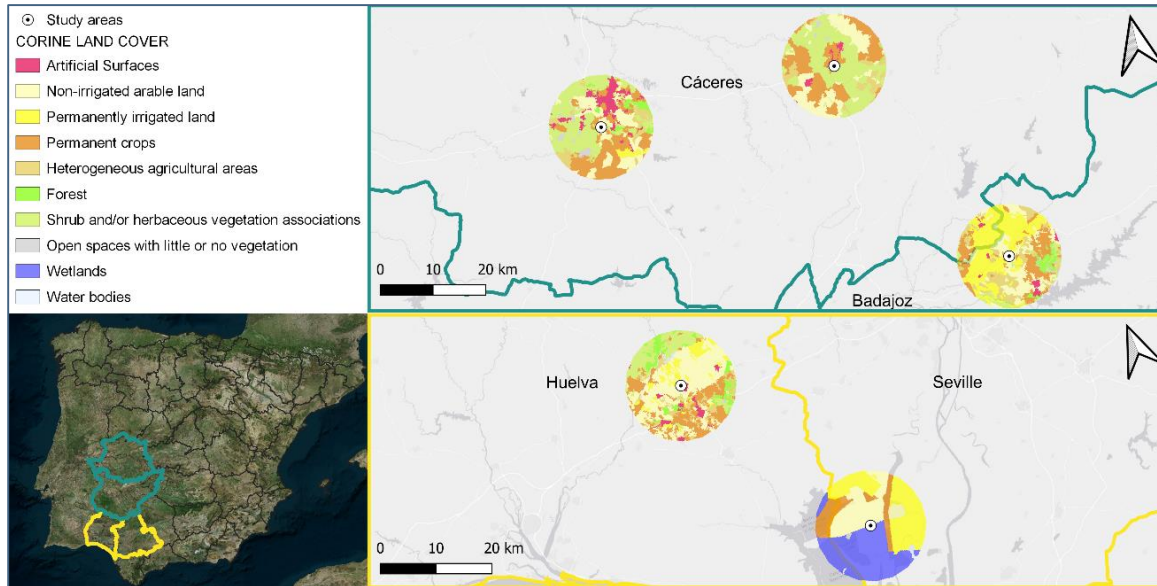 Study areas
CORINE LAND COVER
Artificial Surfaces
Non-irrigated arable land
Permanently irrigated land
Permanent crops
Heterogeneous agricultural areas
Forest
Shrub and/or herbaceous vegetation associations
Open spaces with little or no vegetation
Wetlands
Water bodies
Cáceres
0 10 20 km
Badajoz
Huelva
Seville
0 10 20 km